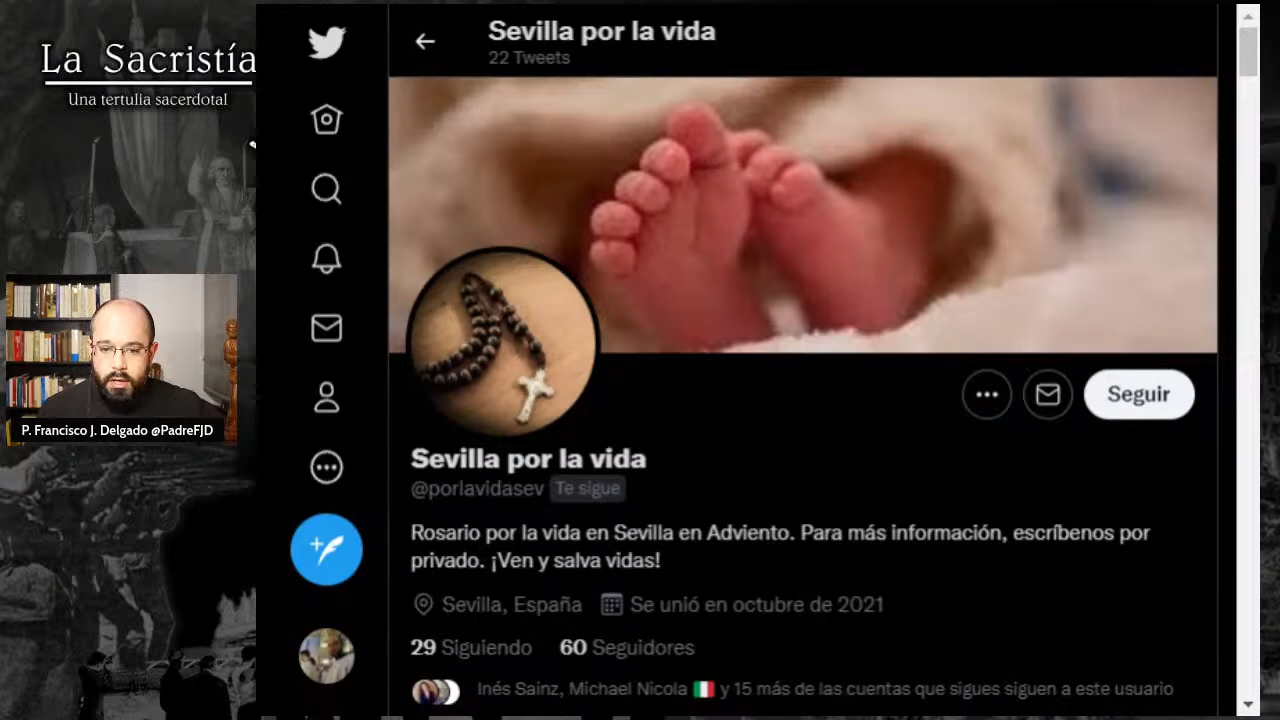 La Sacristía
Una tertulia sacerdotal
P. Francisco J. Delgado @PadreFJD
Sevilla por la vida
22 Tweets
Seguir
Sevilla por la vida
@porlavidasev Te sigue
Rosario por la vida en Sevilla en Adviento. Para más información, escríbenos por
privado. ¡Ven y salva vidas!
Sevilla, España Se unió en octubre de 2021
29 Siguiendo 60 Seguidores
Inés Sainz, Michael Nicola 🇮🇹 y 15 más de las cuentas que sigues siguen a este usuario